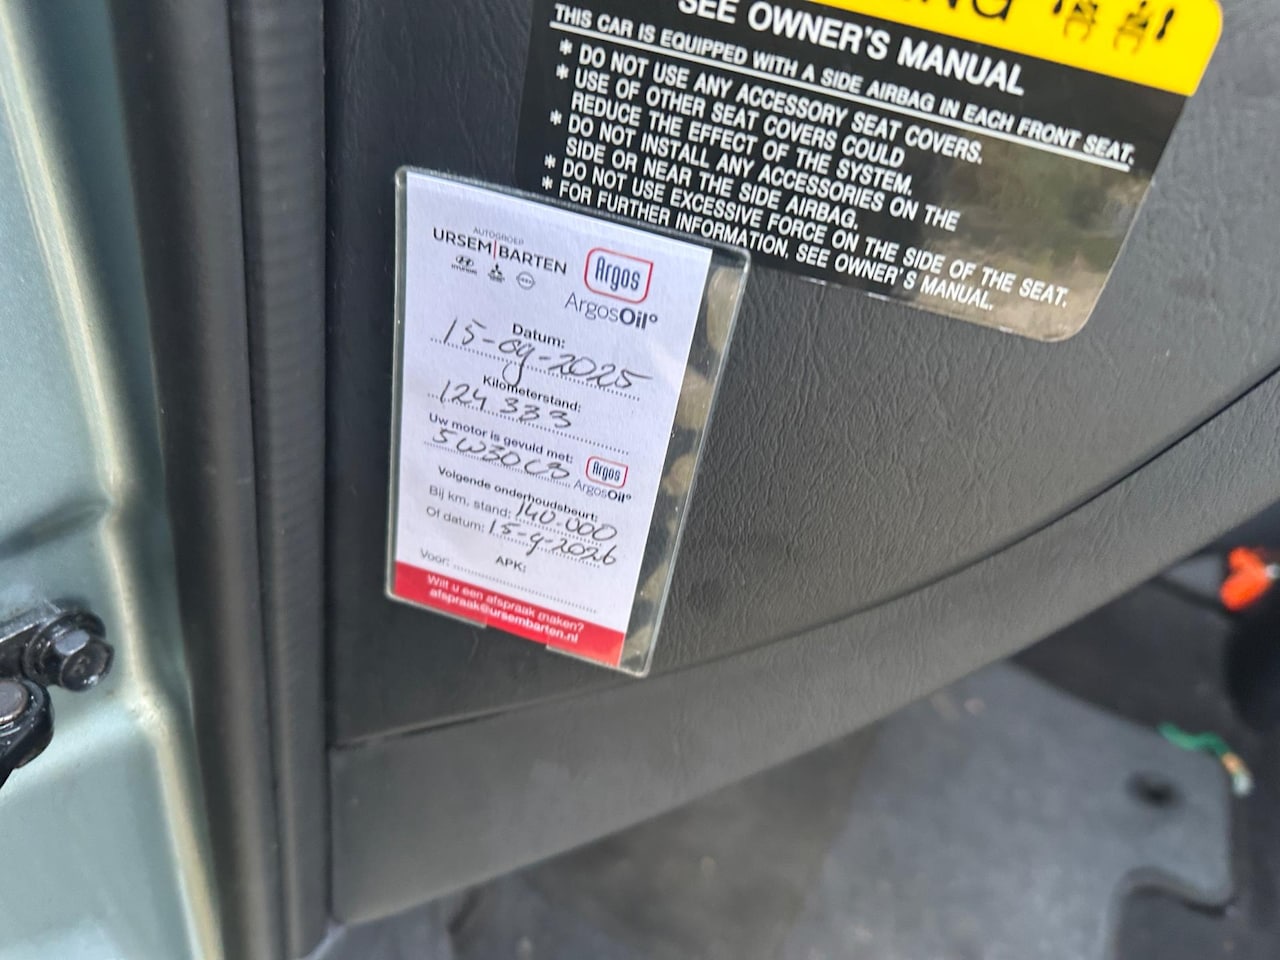 SEE OWNER'S MANUAL
THIS CAR IS EQUIPPED WITH A SIDE AIRBAG IN EACH FRONT SEAT.
* DO NOT USE ANY ACCESSORY SEAT COVERS.
* USE OF OTHER SEAT COVERS COULD
REDUCE THE EFFECT OF THE SYSTEM.
* DO NOT INSTALL ANY ACCESSORIES ON THE
SIDE OR NEAR THE SIDE AIRBAG.
* DO NOT USE EXCESSIVE FORCE ON THE SIDE OF THE SEAT.
* FOR FURTHER INFORMATION, SEE OWNER'S MANUAL.
AUTOGROEP
URSEM|BARTEN
HYUNDAI
Argos
ArgosOil
Datum:
15-09-2025
Kilometerstand:
124 333
Uw motor is gevuld met:
5W30 C3
Argos
ArgosOil
Volgende onderhoudsbeurt:
Bij km. stand: 140.000
Of datum: 15-9-2026
Voor: APK:
Wilt u een afspraak maken?
afspraak@ursembarten.nl